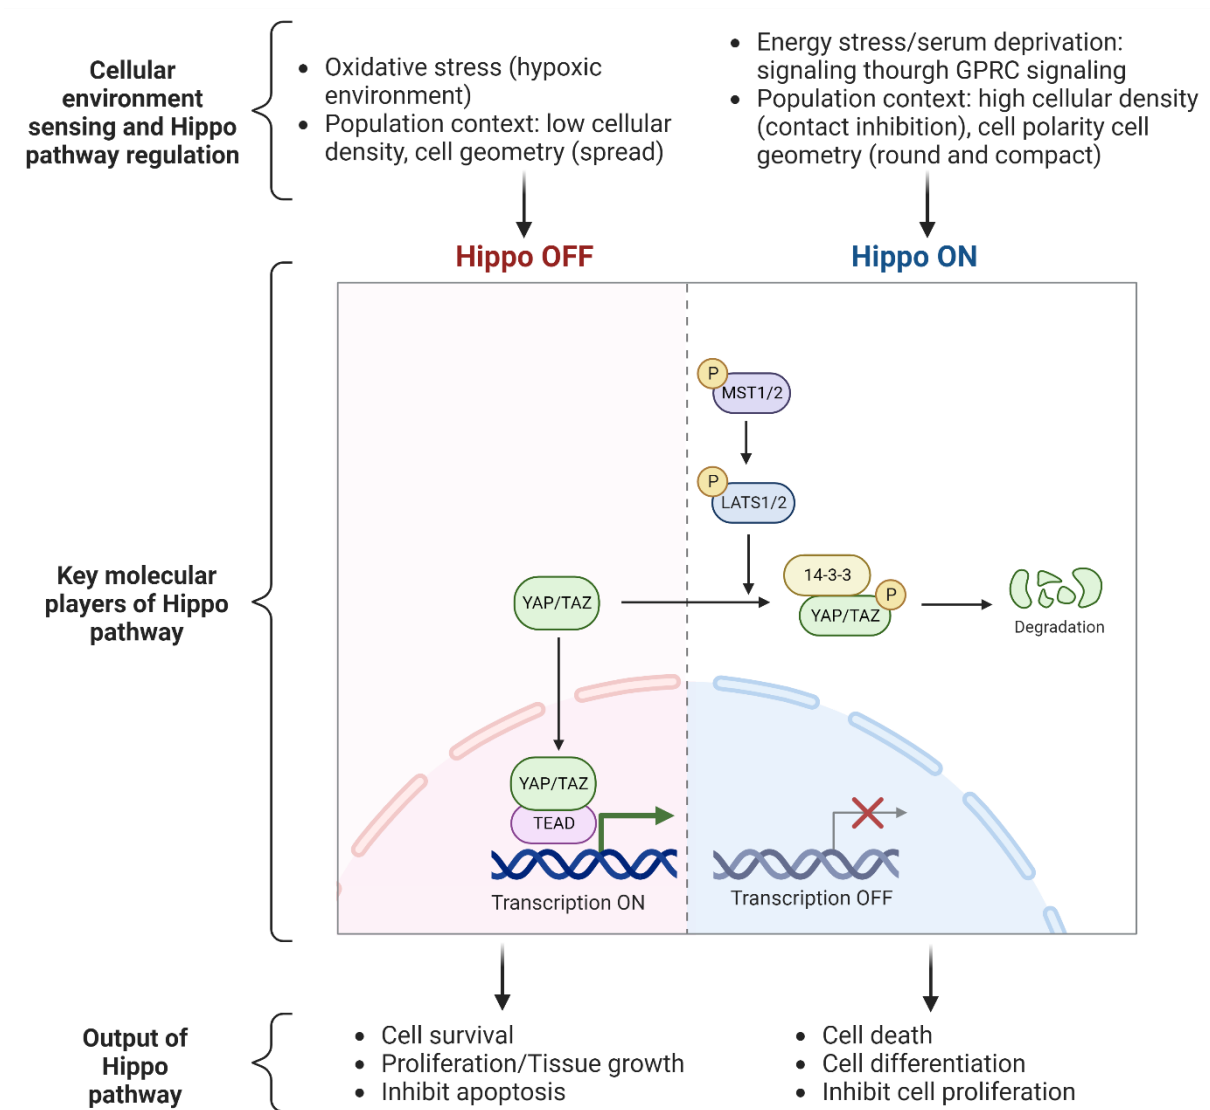 Cellular
environment
sensing and Hippo
pathway regulation
• Oxidative stress (hypoxic
environment)
• Population context: low cellular
density, cell geometry (spread)
• Energy stress/serum deprivation:
signaling thourgh GPRC signaling
• Population context: high cellular density
(contact inhibition), cell polarity cell
geometry (round and compact)
Hippo OFF
Hippo ON
Key molecular
players of Hippo
pathway
P
MST1/2
P
LATS1/2
YAP/TAZ
14-3-3
P
YAP/TAZ
Degradation
YAP/TAZ
TEAD
Transcription ON
Transcription OFF
Output of
Hippo
pathway
• Cell survival
• Proliferation/Tissue growth
• Inhibit apoptosis
• Cell death
• Cell differentiation
• Inhibit cell proliferation